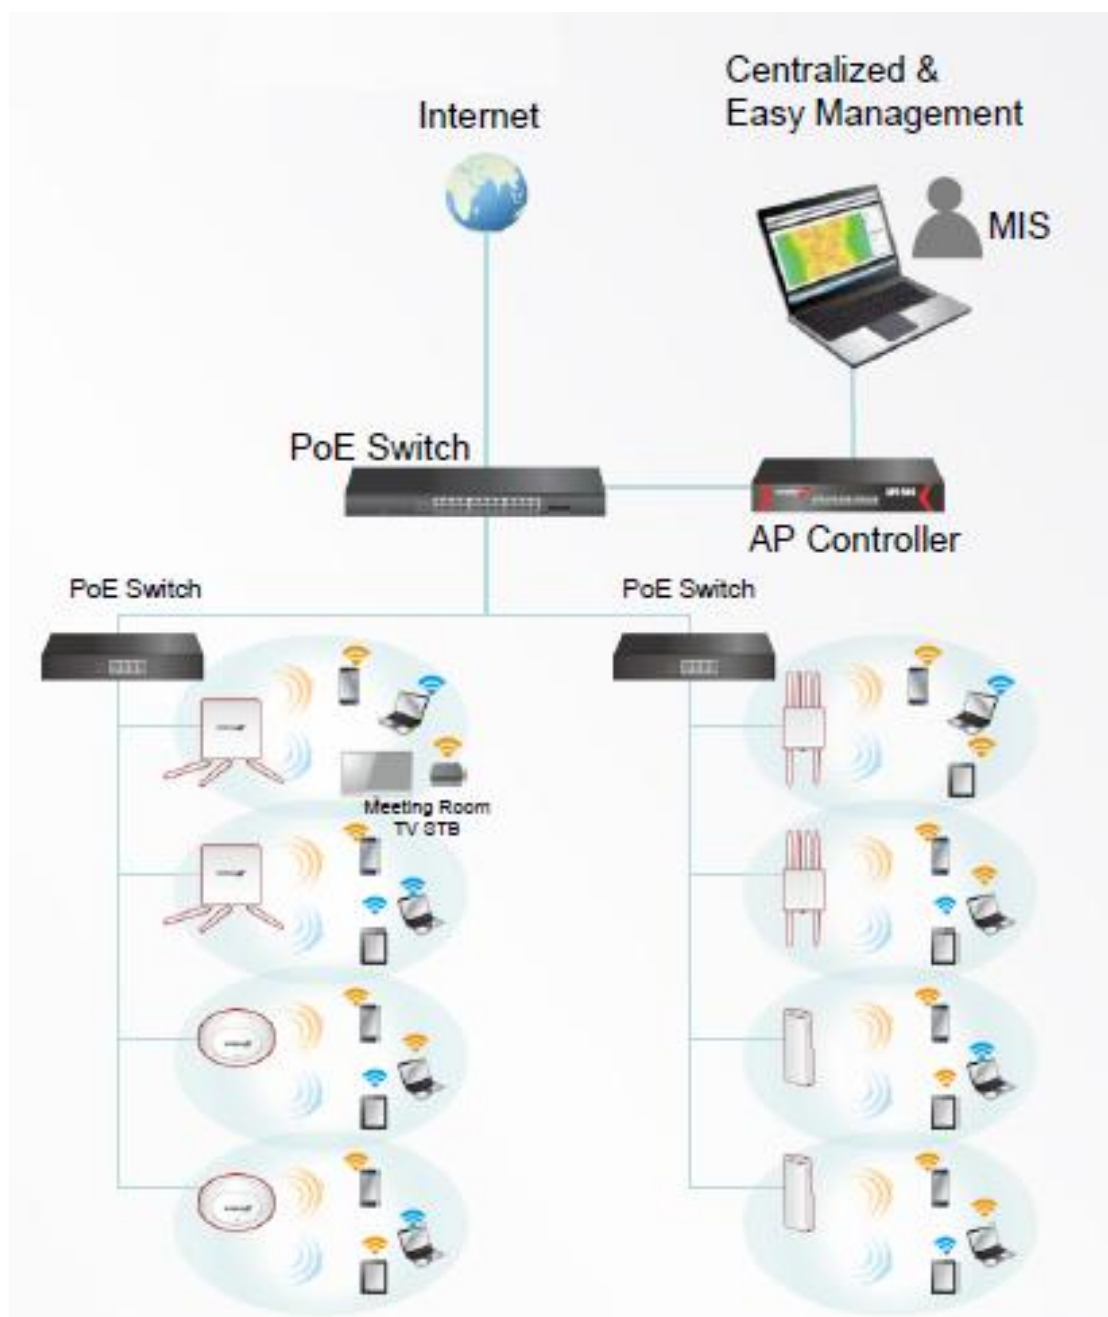 Centralized &
Easy Management
Internet
MIS
PoE Switch
AP Controller
PoE Switch
PoE Switch
Meeting Room
TV STB